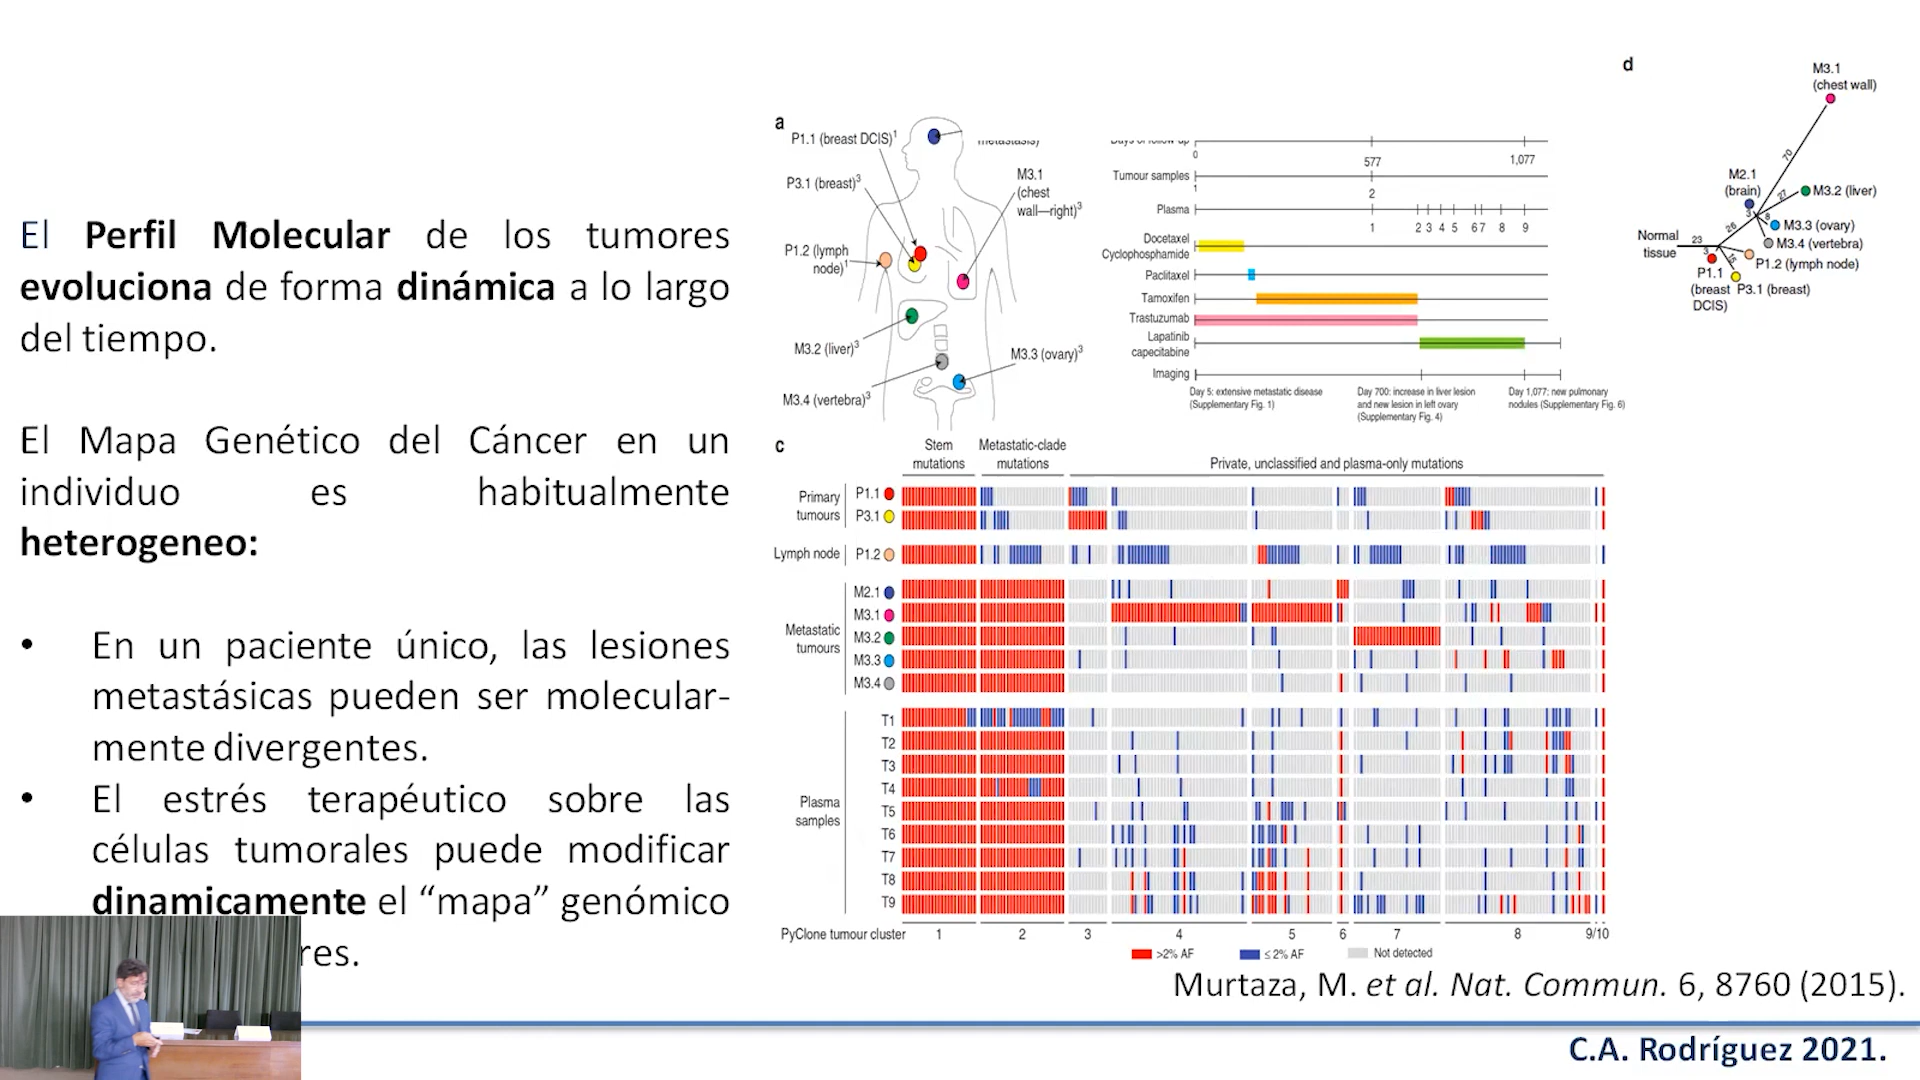 El Perfil Molecular de los tumores
evoluciona de forma dinámica a lo largo
del tiempo.
El Mapa Genético del Cáncer en un
individuo es habitualmente
heterogeneo:
• En un paciente único, las lesiones
metastásicas pueden ser molecular-
mente divergentes.
• El estrés terapéutico sobre las
células tumorales puede modificar
dinamicamente el “mapa” genómico
res.
a
P1.1 (breast DCIS)1
metastasis)
P3.1 (breast)3
M3.1
(chest
wall—right)3
P1.2 (lymph
node)1
M3.2 (liver)3
M3.3 (ovary)3
M3.4 (vertebra)3
Days of follow-up
0 577 1,077
Tumour samples
1 2
Plasma
1 2 3 4 5 6 7 8 9
Docetaxel
Cyclophosphamide
Paclitaxel
Tamoxifen
Trastuzumab
Lapatinib
capecitabine
Imaging
Day 5: extensive metastatic disease
(Supplementary Fig. 1)
Day 700: increase in liver lesion
and new lesion in left ovary
(Supplementary Fig. 4)
Day 1,077: new pulmonary
nodules (Supplementary Fig. 6)
d
M3.1
(chest wall)
70
M2.1
(brain)
27
M3.2 (liver)
3
8
M3.3 (ovary)
26
M3.4 (vertebra)
Normal
tissue
23
3
15
P1.2 (lymph node)
P1.1
(breast
DCIS)
P3.1 (breast)
c
Stem
mutations
Metastatic-clade
mutations
Private, unclassified and plasma-only mutations
Primary
tumours
P1.1
P3.1
Lymph node P1.2
Metastatic
tumours
M2.1
M3.1
M3.2
M3.3
M3.4
Plasma
samples
T1
T2
T3
T4
T5
T6
T7
T8
T9
PyClone tumour cluster 1 2 3 4 5 6 7 8 9/10
>2% AF ≤ 2% AF Not detected
Murtaza, M. et al. Nat. Commun. 6, 8760 (2015).
C.A. Rodríguez 2021.